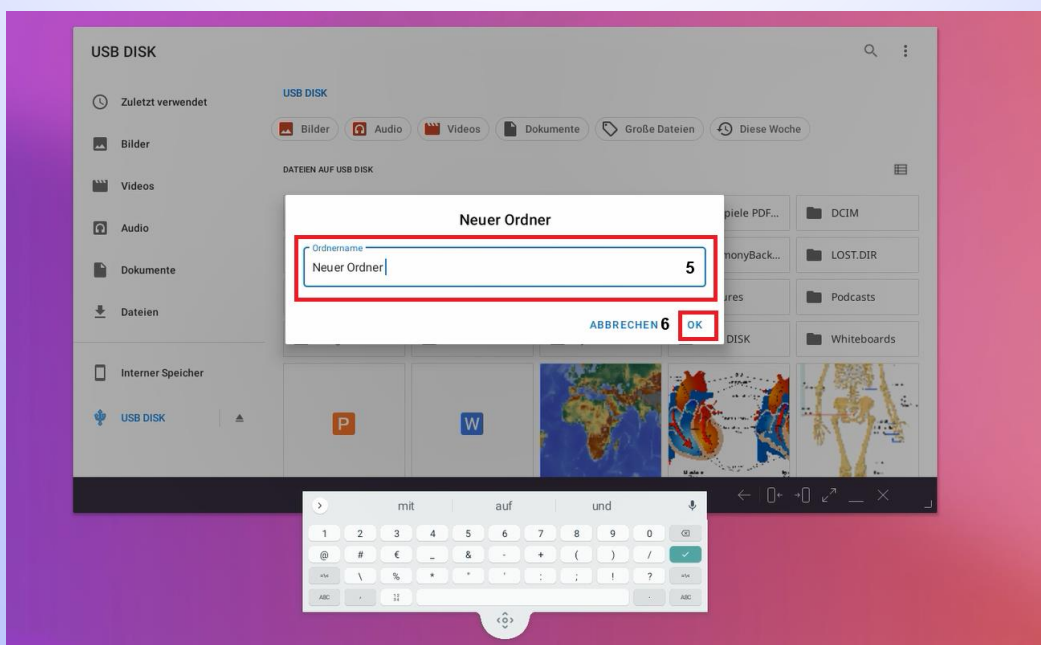 USB DISK
Zuletzt verwendet
Bilder
Videos
Audio
Dokumente
Dateien
Interner Speicher
USB DISK
USB DISK
Bilder
Audio
Videos
Dokumente
Große Dateien
Diese Woche
DATEIEN AUF USB DISK
piele PDF...
DCIM
monyBack...
LOST.DIR
ures
Podcasts
DISK
Whiteboards
Neuer Ordner
Ordnername
Neuer Ordner
5
ABBRECHEN 6 OK
P
W
mit auf und
1 2 3 4 5 6 7 8 9 0
@ # € _ & - + ( ) /
\ % * " ' : ; ! ?
ABC , 12 34 . ABC